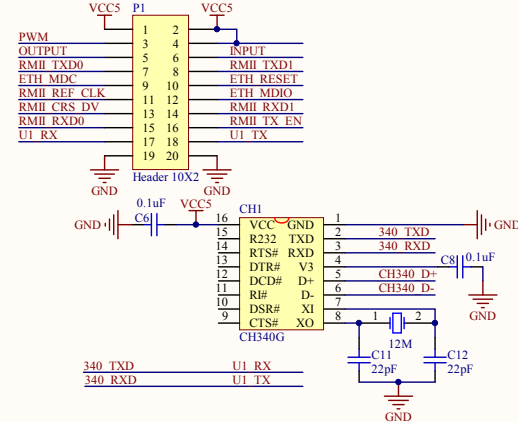 VCC5 P1 VCC5
1 2
PWM 3 4
OUTPUT 5 6 INPUT
RMII_TXD0 7 8 RMII_TXD1
ETH_MDC 9 10 ETH_RESET
RMII_REF_CLK 11 12 ETH_MDIO
RMII_CRS_DV 13 14 RMII_RXD1
RMII_RXD0 15 16 RMII_TX_EN
U1_RX 17 18 U1_TX
19 20
GND Header 10X2 GND
0.1uF VCC5 CH1
GND C6 16 VCC GND 1 GND
15 R232 TXD 2 340_TXD
14 RTS# RXD 3 340_RXD
13 DTR# V3 4 C8 0.1uF
12 DCD# D+ 5 CH340_D+
11 RI# D- 6 CH340_D-
10 DSR# XI 7 GND
9 CTS# XO 8 1 2
CH340G 12M
C11 C12
22pF 22pF
340_TXD U1_RX
340_RXD U1_TX
GND